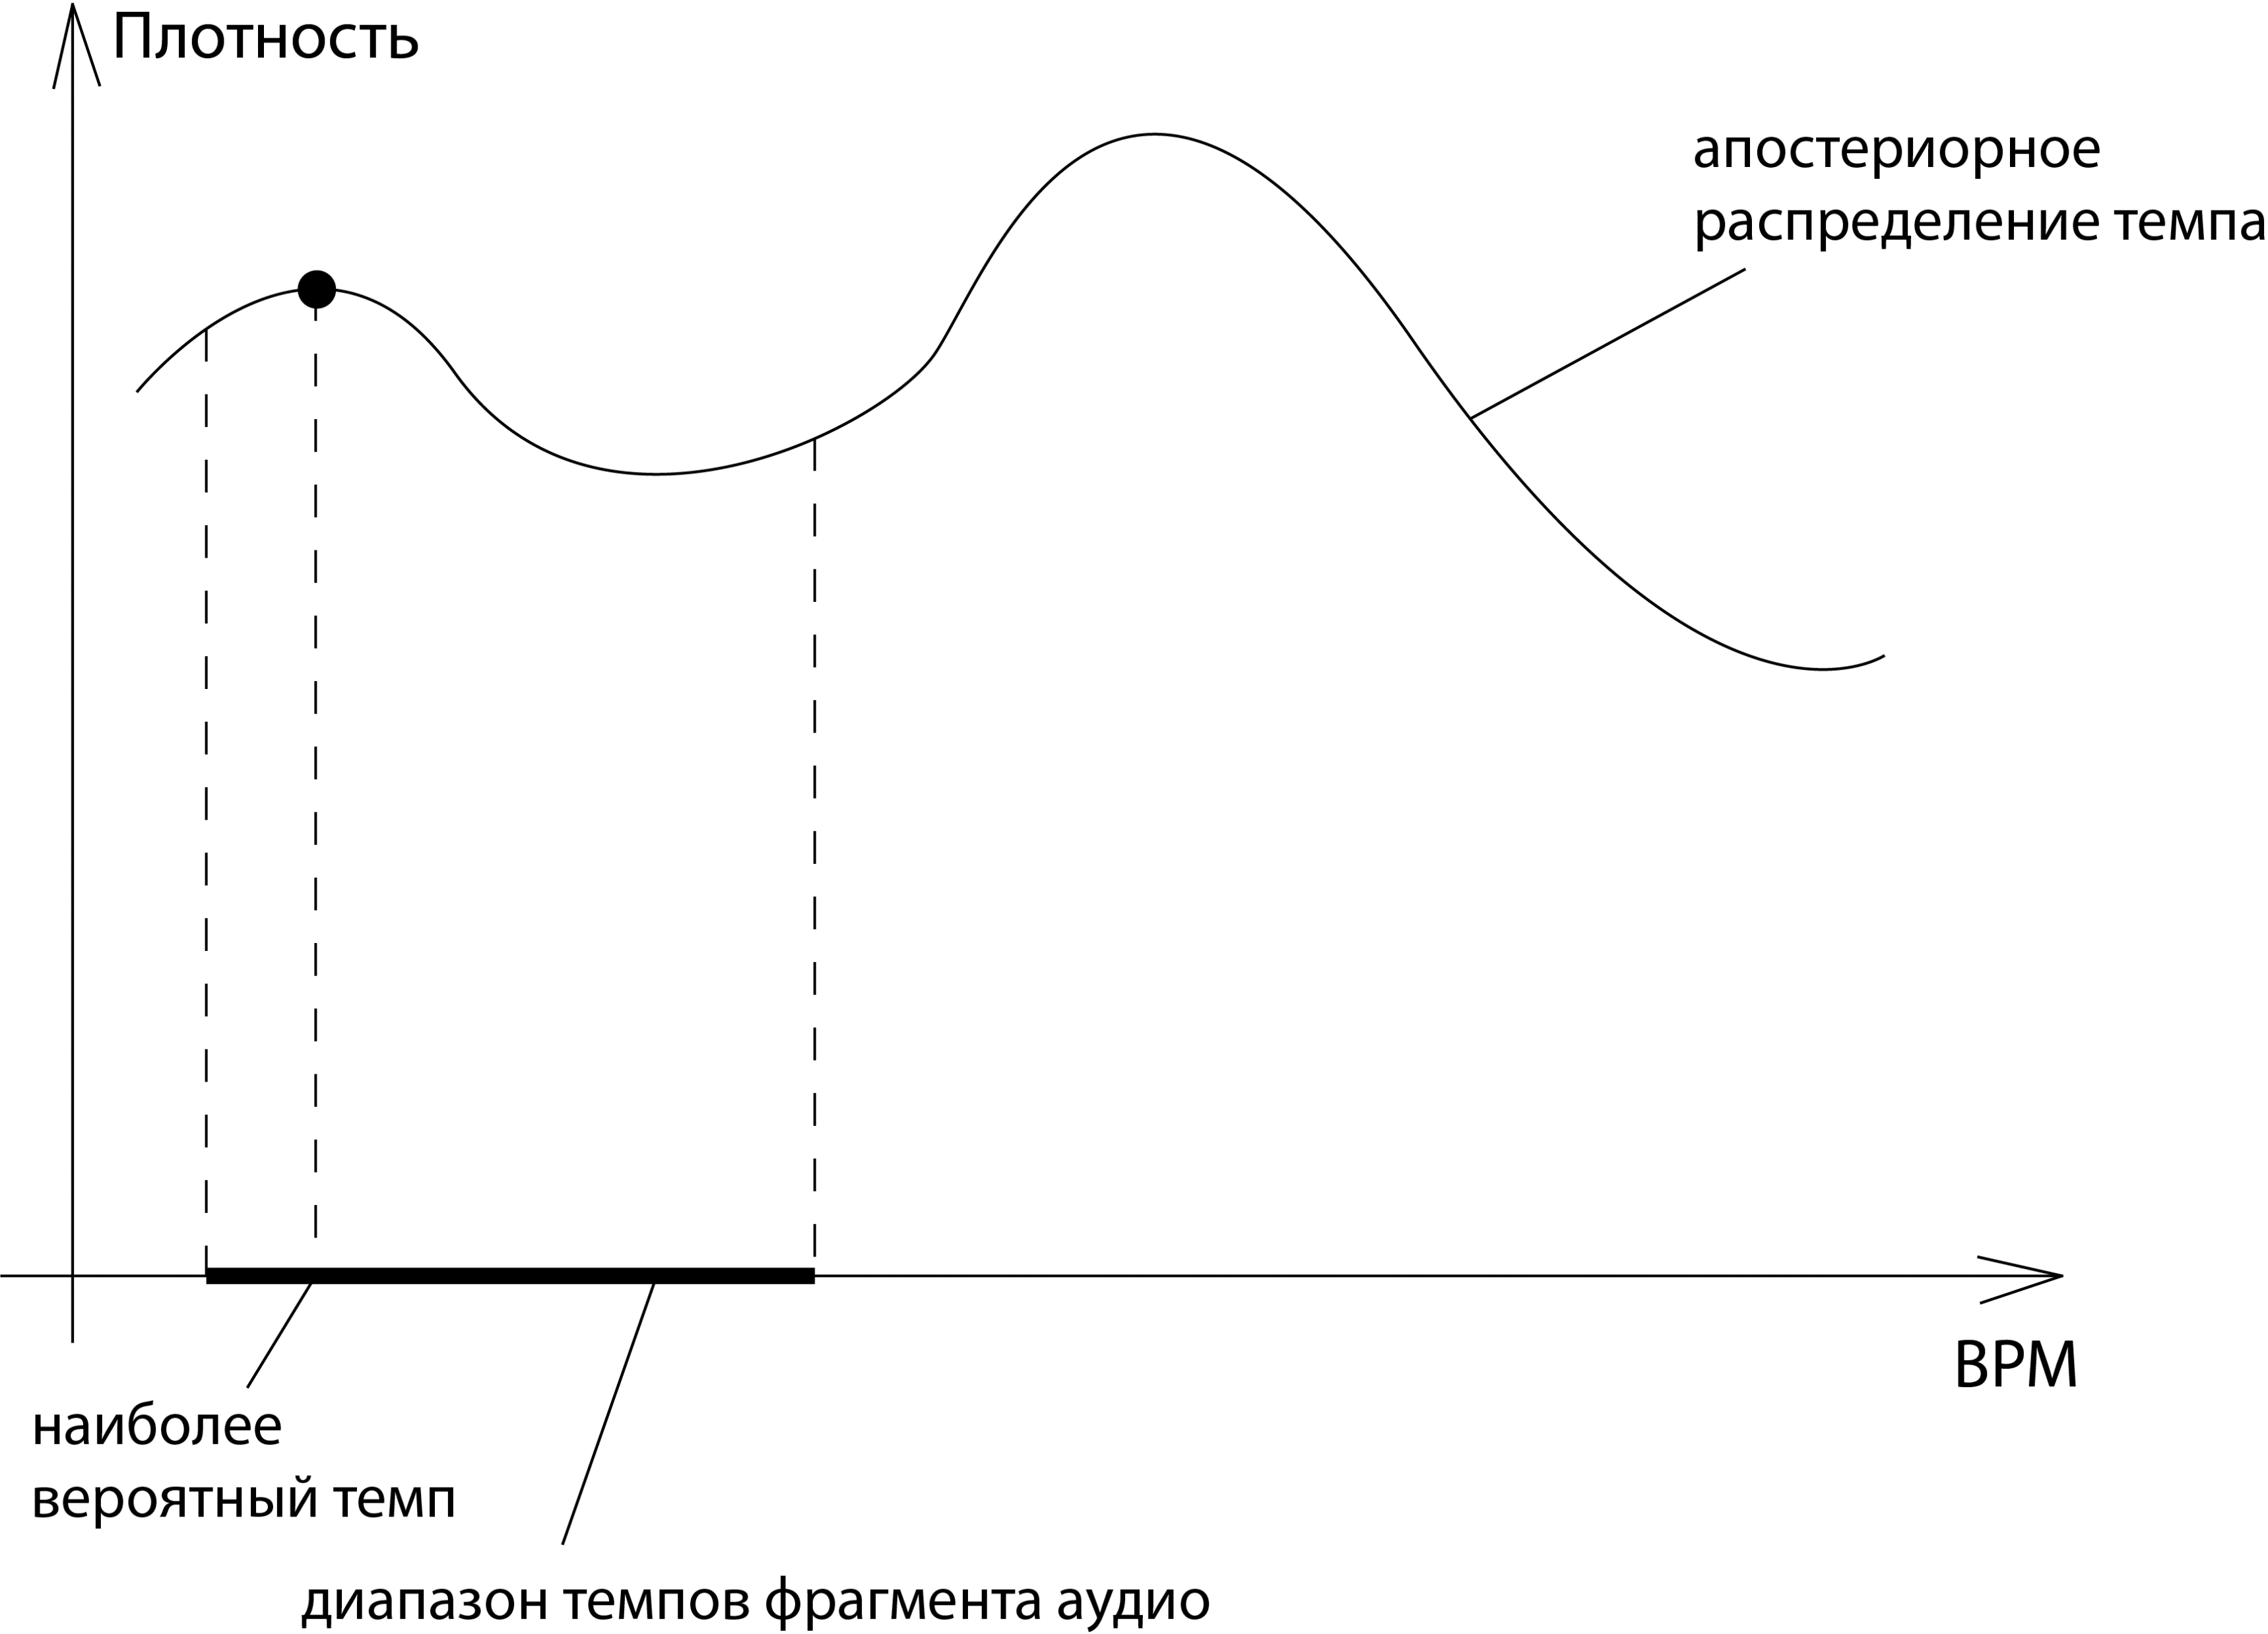 Плотность
апостериорное
распределение темпа
BPM
наиболее
вероятный темп
диапазон темпов фрагмента аудио